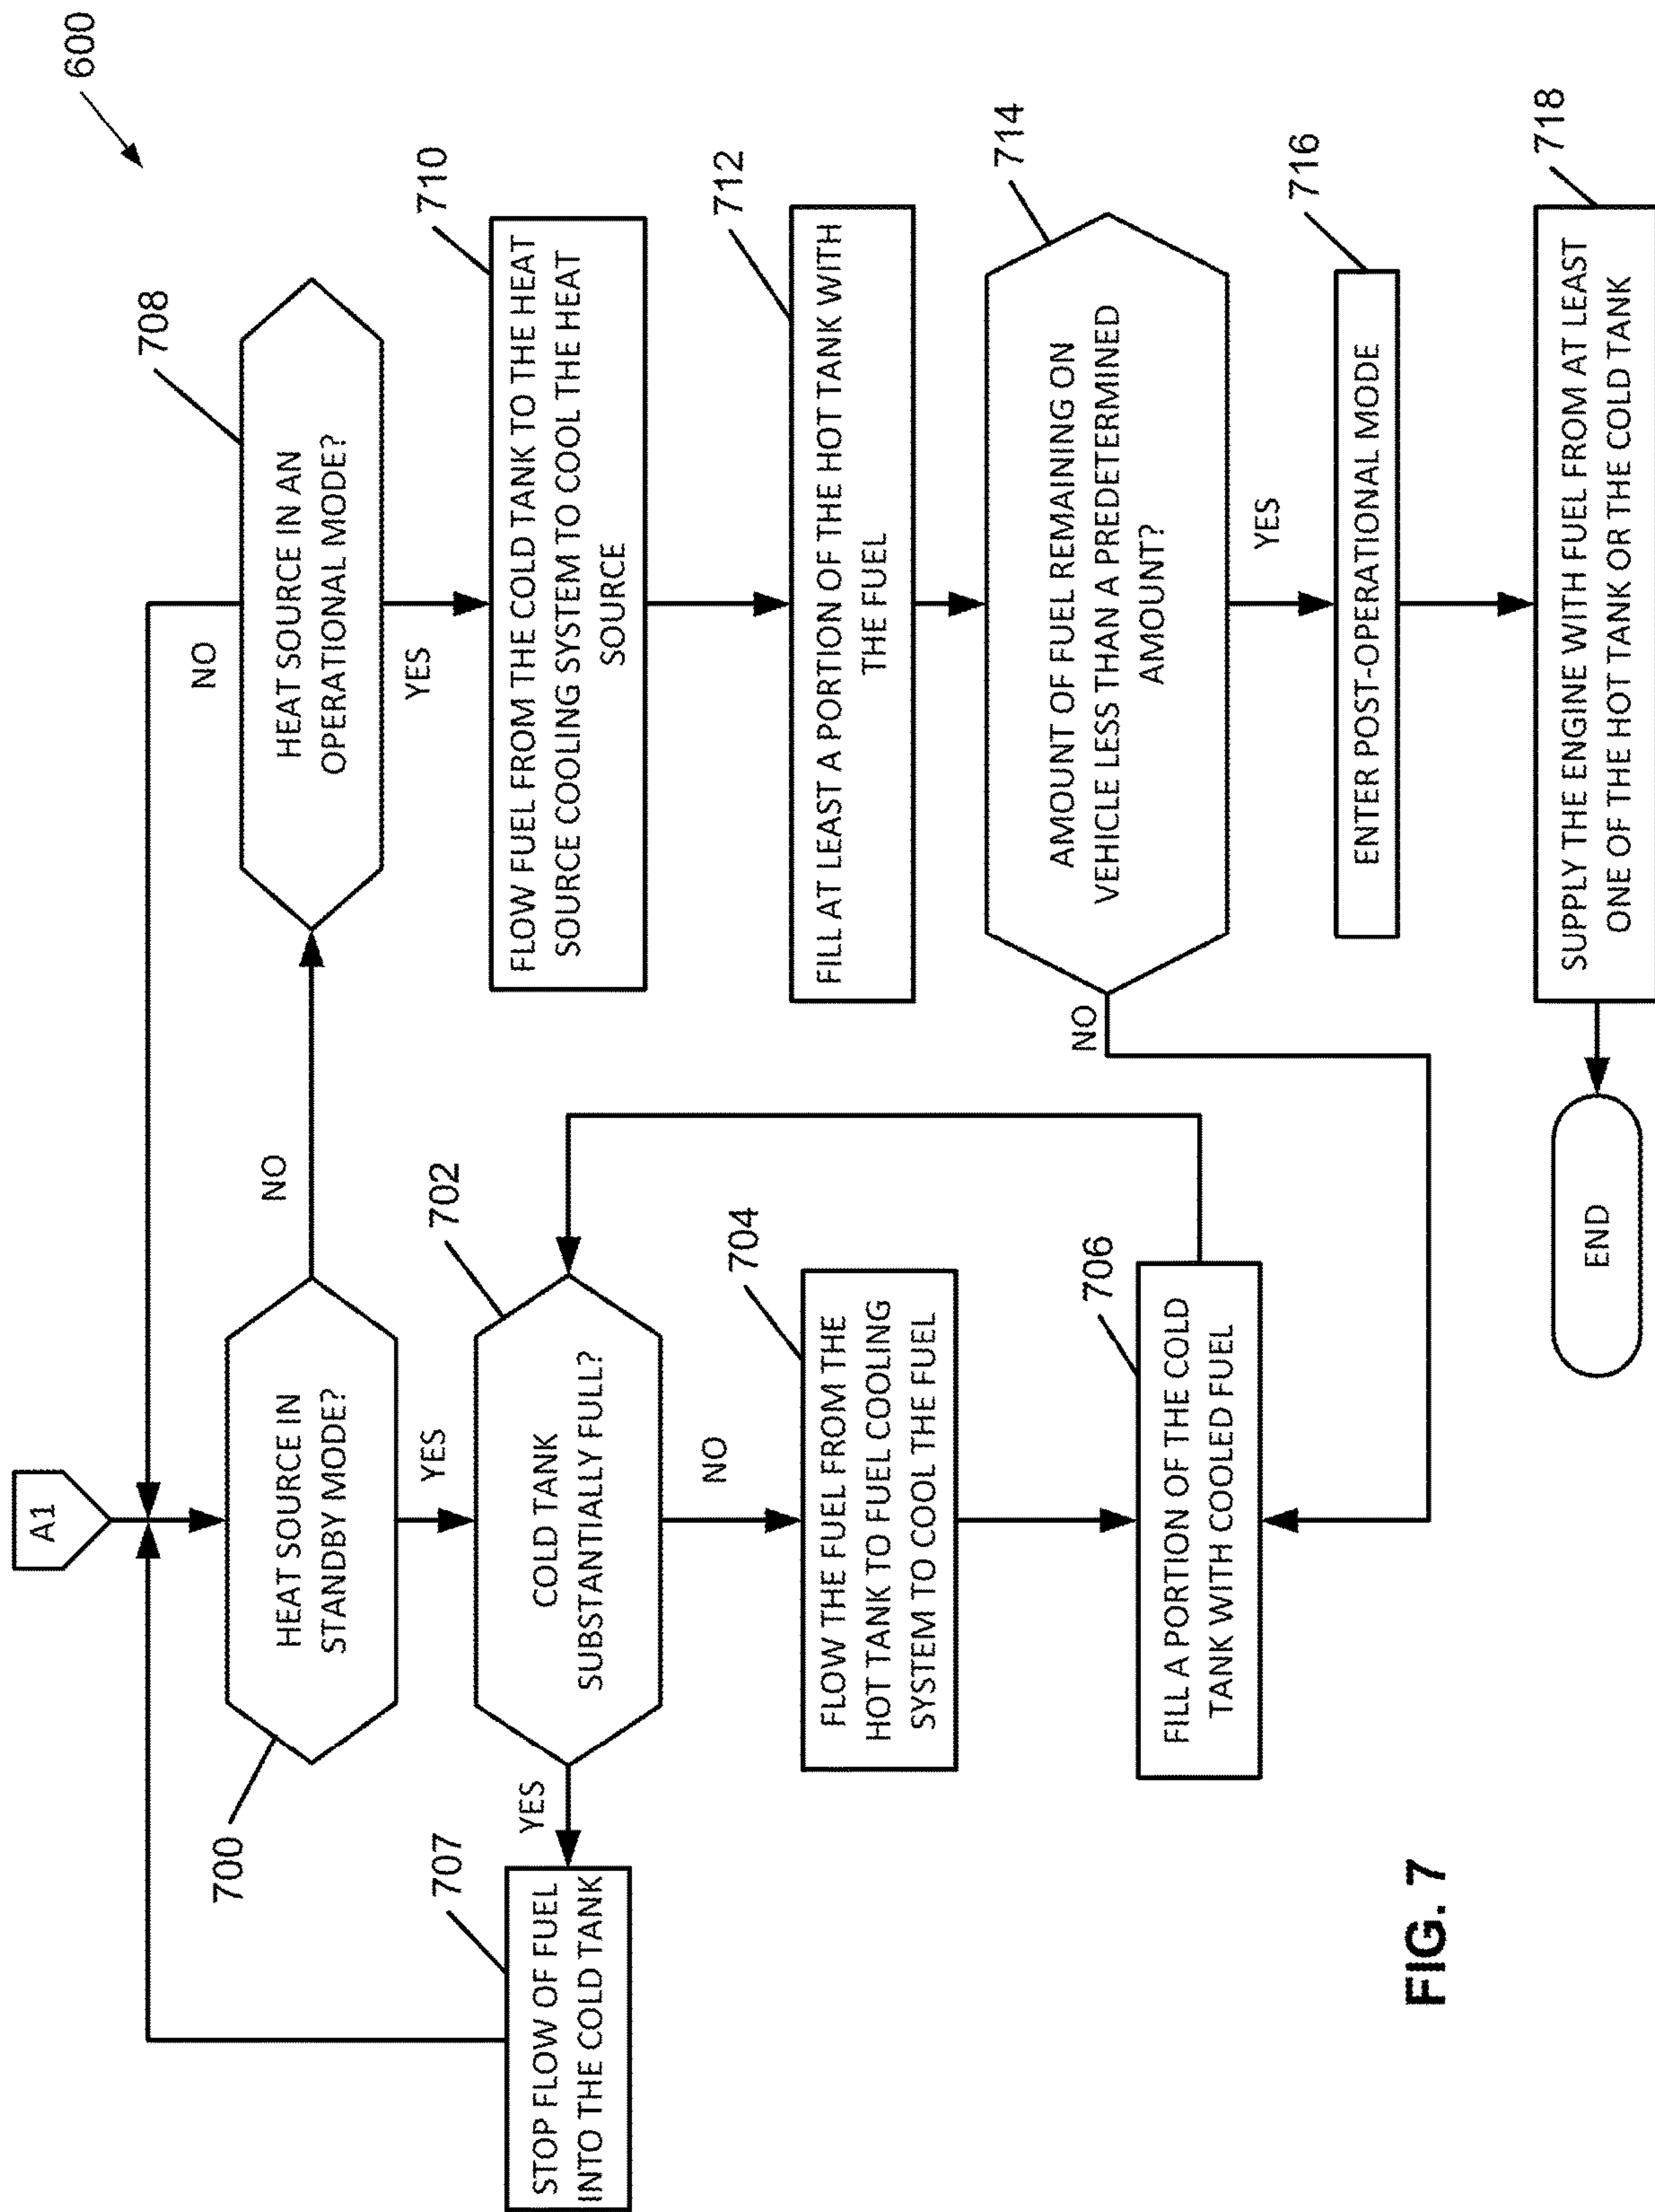 600
A1
NO
HEAT SOURCE IN
STANDBY MODE?
700
NO
HEAT SOURCE IN AN
OPERATIONAL MODE?
708
YES
YES
COLD TANK
SUBSTANTIALLY FULL?
702
YES
STOP FLOW OF FUEL
INTO THE COLD TANK
707
NO
FLOW THE FUEL FROM THE
HOT TANK TO FUEL COOLING
SYSTEM TO COOL THE FUEL
704
FILL A PORTION OF THE COLD
TANK WITH COOLED FUEL
706
FLOW FUEL FROM THE COLD TANK TO THE HEAT
SOURCE COOLING SYSTEM TO COOL THE HEAT
SOURCE
710
FILL AT LEAST A PORTION OF THE HOT TANK WITH
THE FUEL
712
AMOUNT OF FUEL REMAINING ON
VEHICLE LESS THAN A PREDETERMINED
AMOUNT?
714
NO
YES
ENTER POST-OPERATIONAL MODE
716
SUPPLY THE ENGINE WITH FUEL FROM AT LEAST
ONE OF THE HOT TANK OR THE COLD TANK
718
END
FIG. 7